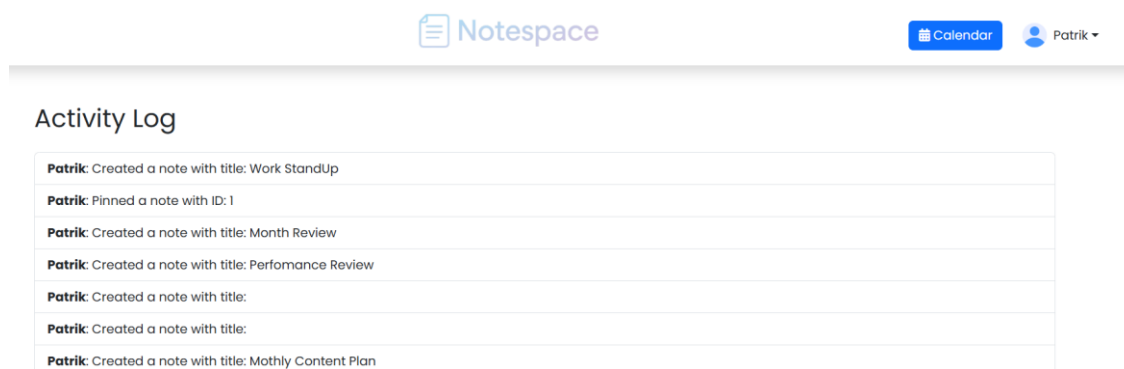 Notespace
Calendar
Patrik
Activity Log
Patrik: Created a note with title: Work StandUp
Patrik: Pinned a note with ID: 1
Patrik: Created a note with title: Month Review
Patrik: Created a note with title: Perfomance Review
Patrik: Created a note with title:
Patrik: Created a note with title:
Patrik: Created a note with title: Mothly Content Plan